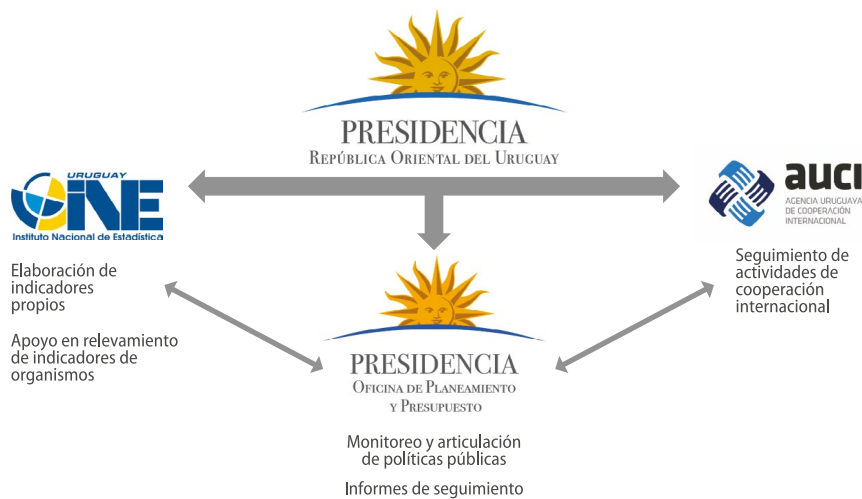 PRESIDENCIA
REPÚBLICA ORIENTAL DEL URUGUAY
URUGUAY
INE
Instituto Nacional de Estadística
Elaboración de
indicadores
propios
Apoyo en relevamiento
de indicadores de
organismos
auci
AGENCIA URUGUAYA
DE COOPERACIÓN
INTERNACIONAL
Seguimiento de
actividades de
cooperación
internacional
PRESIDENCIA
OFICINA DE PLANEAMIENTO
Y PRESUPUESTO
Monitoreo y articulación
de políticas públicas
Informes de seguimiento